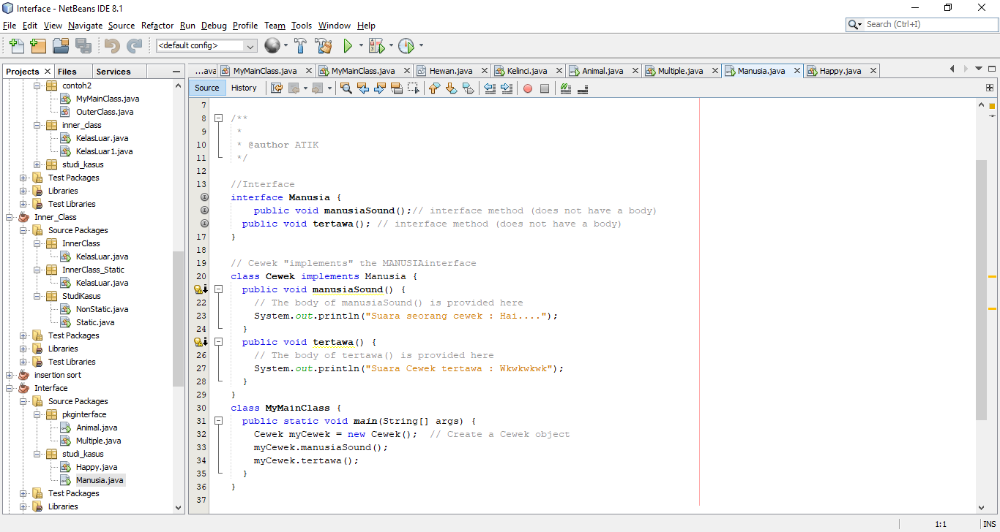 Interface - NetBeans IDE 8.1
File Edit View Navigate Source Refactor Run Debug Profile Team Tools Window Help
Search (Ctrl+I)
<default config>
Projects Files Services
...ava MyMainClass.java MyMainClass.java Hewan.java Kelinci.java Animal.java Multiple.java Manusia.java Happy.java
Source History
contoh2
MyMainClass.java
OuterClass.java
inner_class
KelasLuar.java
KelasLuar1.java
studi_kasus
Test Packages
Libraries
Test Libraries
Inner_Class
Source Packages
InnerClass
KelasLuar.java
InnerClass_Static
KelasLuar.java
StudiKasus
NonStatic.java
Static.java
Test Packages
Libraries
Test Libraries
insertion sort
Interface
Source Packages
pkginterface
Animal.java
Multiple.java
studi_kasus
Happy.java
Manusia.java
Test Packages
Libraries
7
8 /**
9 *
10 * @author ATIK
11 */
12
13 //Interface
interface Manusia {
public void manusiaSound();// interface method (does not have a body)
public void tertawa(); // interface method (does not have a body)
17 }
18
19 // Cewek "implements" the MANUSIAinterface
20 class Cewek implements Manusia {
public void manusiaSound() {
22 // The body of manusiaSound() is provided here
23 System.out.println("Suara seorang cewek : Hai....");
24 }
public void tertawa() {
26 // The body of tertawa() is provided here
27 System.out.println("Suara Cewek tertawa : Wkwkwkwk");
28 }
29 }
30 class MyMainClass {
31 public static void main(String[] args) {
32 Cewek myCewek = new Cewek(); // Create a Cewek object
33 myCewek.manusiaSound();
34 myCewek.tertawa();
35 }
36 }
37
1:1 INS